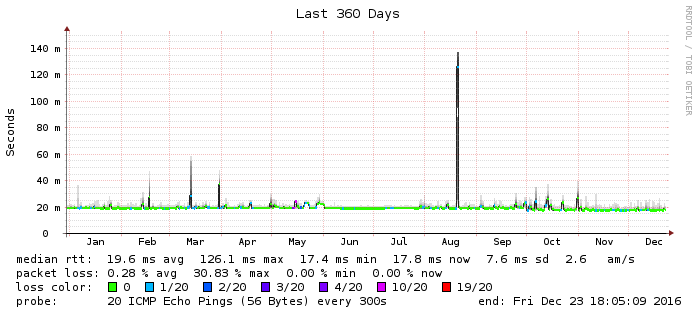 Last 360 Days
RRDTOOL / TOBI OETIKER
Seconds
140 m
120 m
100 m
80 m
60 m
40 m
20 m
0
Jan Feb Mar Apr May Jun Jul Aug Sep Oct Nov Dec
median rtt: 19.6 ms avg 126.1 ms max 17.4 ms min 17.8 ms now 7.6 ms sd 2.6 am/s
packet loss: 0.28 % avg 30.83 % max 0.00 % min 0.00 % now
loss color: 0 1/20 2/20 3/20 4/20 10/20 19/20
probe: 20 ICMP Echo Pings (56 Bytes) every 300s end: Fri Dec 23 18:05:09 2016